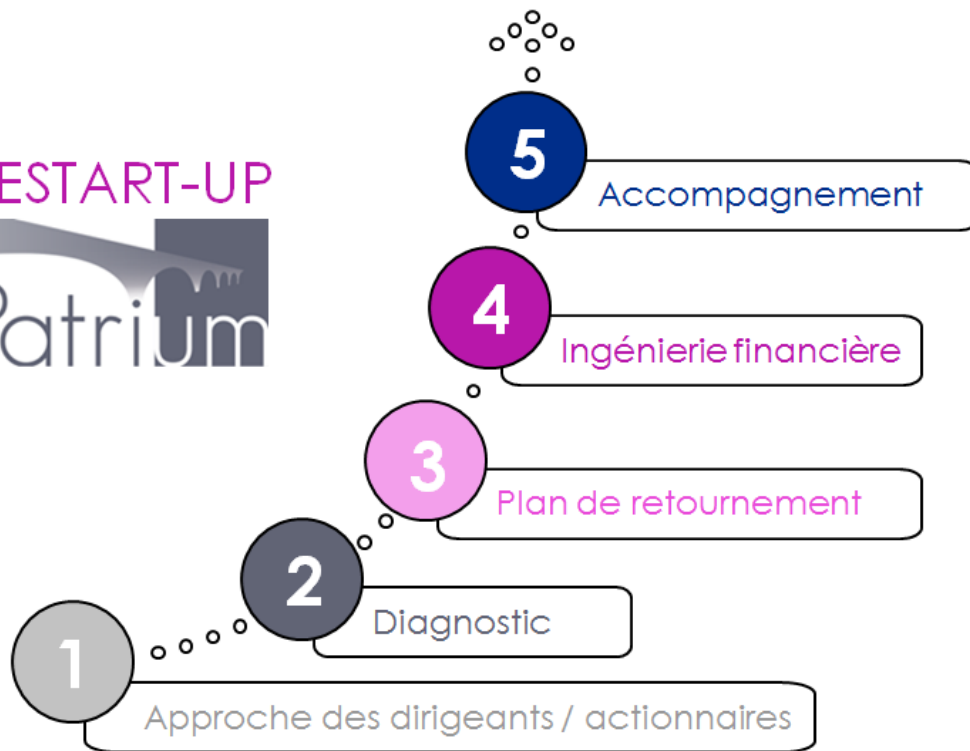 ESTART-UP
Patrium
5
Accompagnement
4
Ingénierie financière
3
Plan de retournement
2
Diagnostic
1
Approche des dirigeants / actionnaires